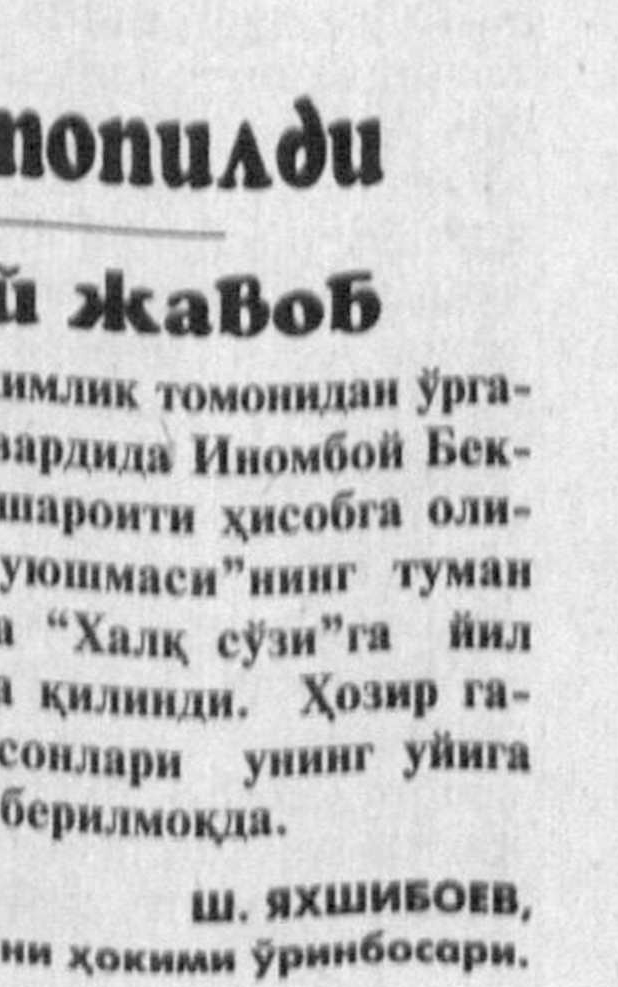 топилди
й жавоб
имлик томонидан ўрга-
вардида Иномбой Бек-
шароити ҳисобга оли-
уюшмаси”нинг туман
а “Халқ сўзи”га йил
а қилинди. Ҳозир га-
сонлари унинг уйига
берилмоқда.
Ш. ЯХШИБОЕВ,
ни ҳокими ўринбосари.